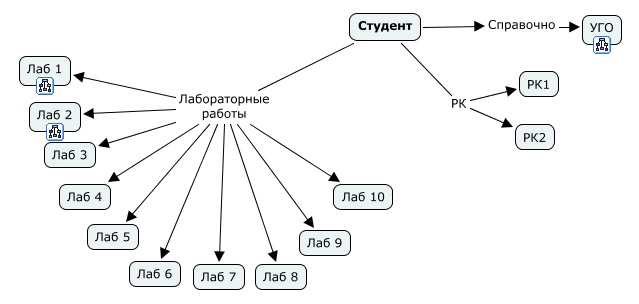 Студент
Справочно
УГО
Лаб 1
РК1
Лабораторные
работы
РК
Лаб 2
РК2
Лаб 3
Лаб 4
Лаб 10
Лаб 5
Лаб 9
Лаб 6
Лаб 7
Лаб 8